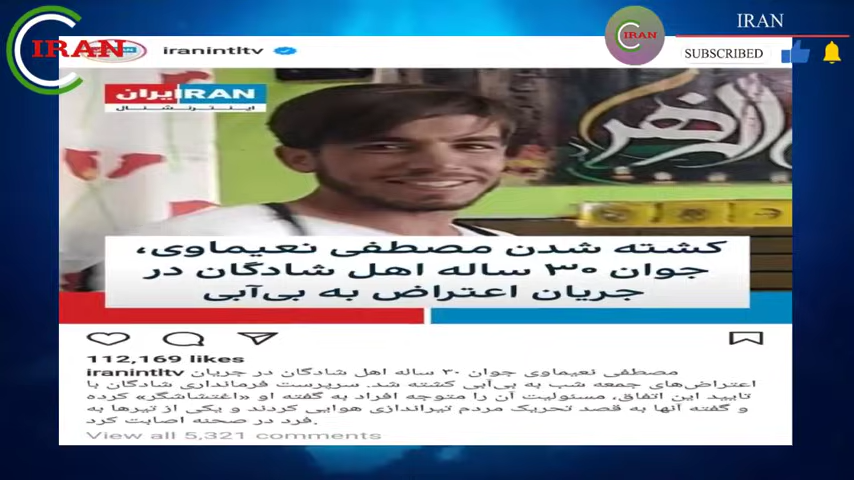 IRAN
IRAN
iranintltv
IRAN
SUBSCRIBED
ایران IRAN
اینترنشنال
الزهرا
کشته شدن مصطفی نعیماوی،
جوان ۳۰ ساله اهل شادگان در
جریان اعتراض به بی‌آبی
112,169 likes
iranintltv مصطفی نعیماوی جوان ۳۰ ساله اهل شادگان در جریان
اعتراض‌های جمعه شب به بی‌آبی کشته شد. سرپرست فرمانداری شادگان با
تایید این اتفاق، مسئولیت آن را متوجه افراد به گفته او «اغتشاشگر» کرده
و گفته آنها به قصد تحریک مردم تیراندازی هوایی کردند و یکی از تیرها به
فرد در صحنه اصابت کرد.
View all 5,321 comments